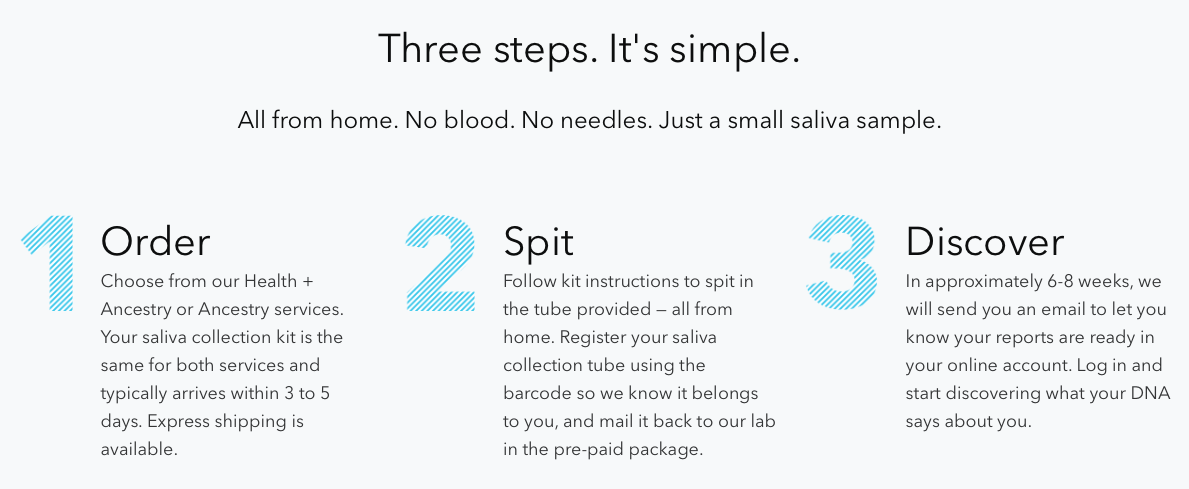 Three steps. It's simple.
All from home. No blood. No needles. Just a small saliva sample.
1
Order
Choose from our Health +
Ancestry or Ancestry services.
Your saliva collection kit is the
same for both services and
typically arrives within 3 to 5
days. Express shipping is
available.
2
Spit
Follow kit instructions to spit in
the tube provided — all from
home. Register your saliva
collection tube using the
barcode so we know it belongs
to you, and mail it back to our lab
in the pre-paid package.
3
Discover
In approximately 6-8 weeks, we
will send you an email to let you
know your reports are ready in
your online account. Log in and
start discovering what your DNA
says about you.